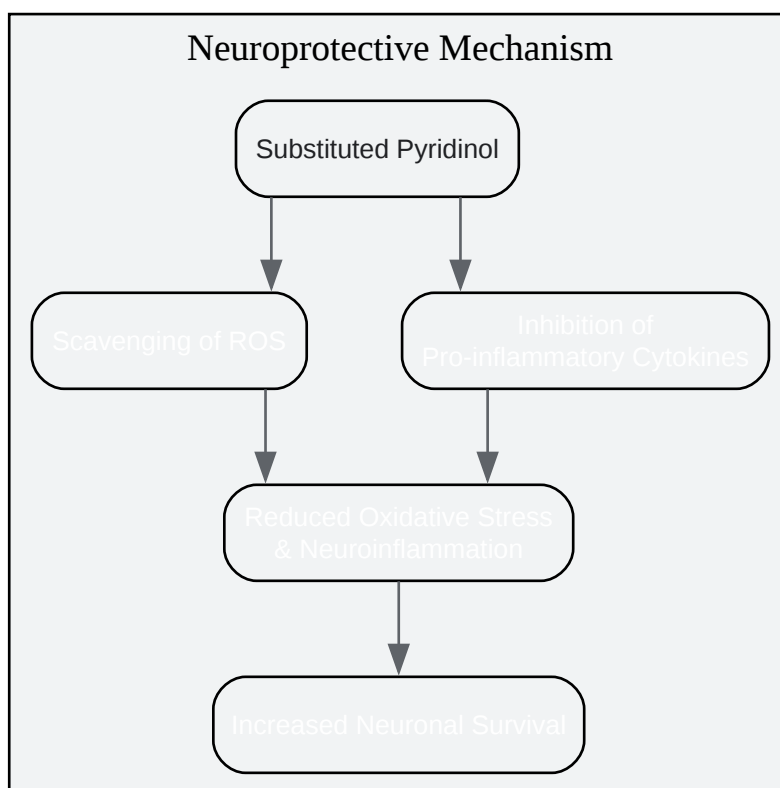 Neuroprotective Mechanism
Substituted Pyridinol
Scavenging of ROS
Inhibition of
Pro-inflammatory Cytokines
Reduced Oxidative Stress
& Neuroinflammation
Increased Neuronal Survival